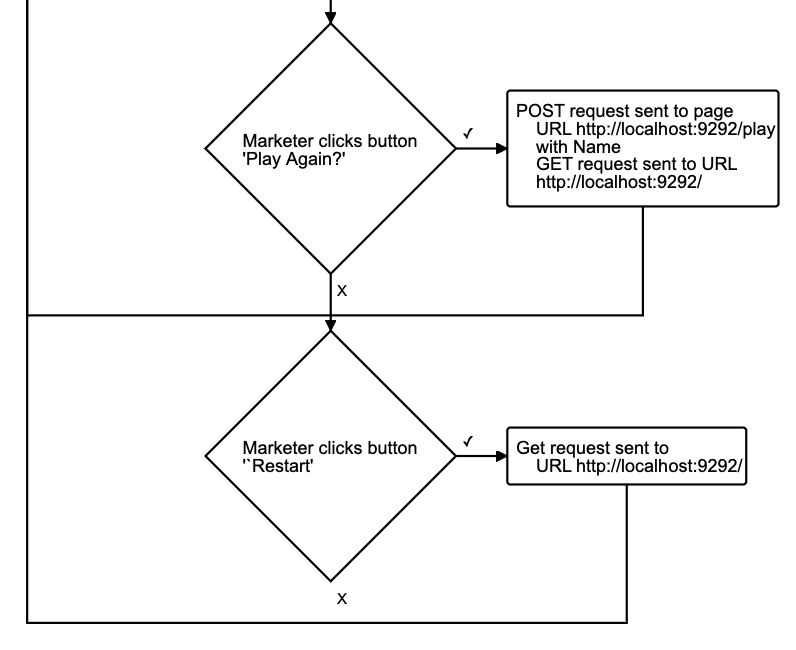 Marketer clicks button
'Play Again?'
✓
POST request sent to page
URL http://localhost:9292/play
with Name
GET request sent to URL
http://localhost:9292/
X
Marketer clicks button
'`Restart'
✓
Get request sent to
URL http://localhost:9292/
X